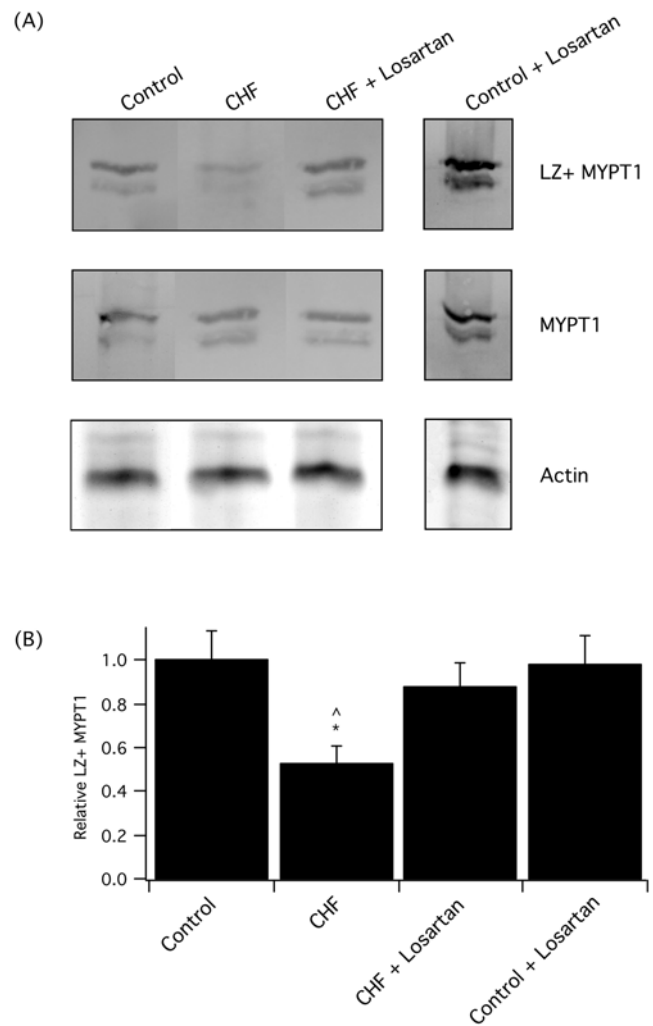 (A)
Control
CHF
CHF + Losartan
Control + Losartan
LZ+ MYPT1
MYPT1
Actin
(B)
Relative LZ+ MYPT1
1.0
0.8
0.6
0.4
0.2
0.0
^
*
Control
CHF
CHF + Losartan
Control + Losartan